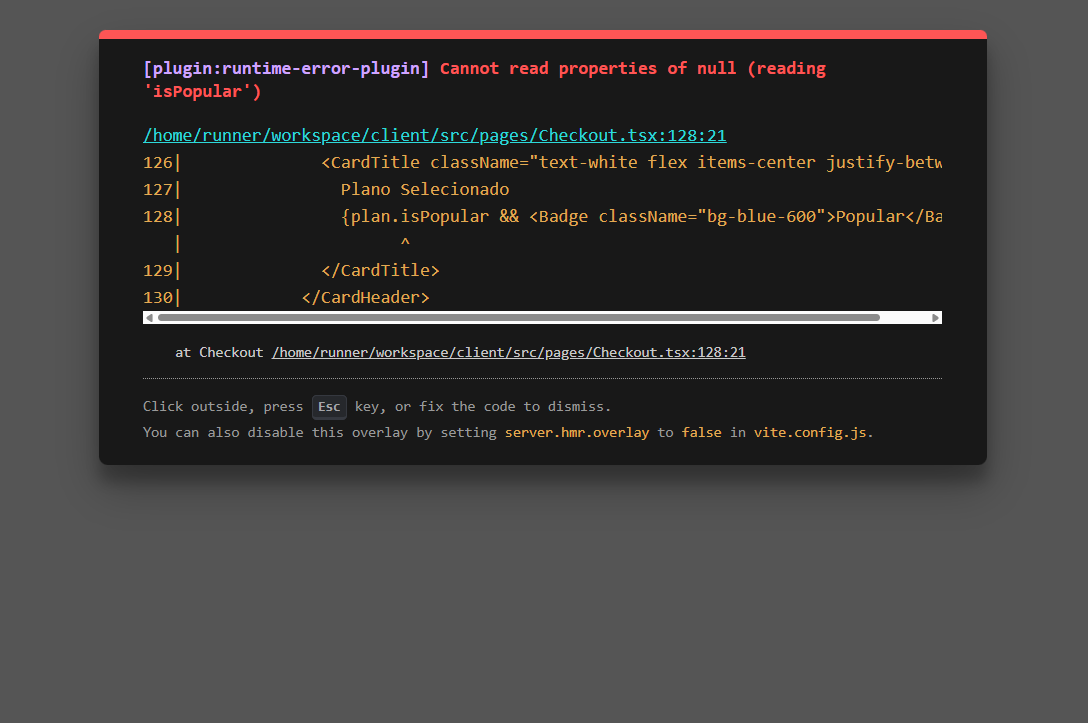 [plugin:runtime-error-plugin] Cannot read properties of null (reading
'isPopular')
/home/runner/workspace/client/src/pages/Checkout.tsx:128:21
126|              <CardTitle className="text-white flex items-center justify-betw
127|                Plano Selecionado
128|                {plan.isPopular && <Badge className="bg-blue-600">Popular</Ba
   |                      ^
129|              </CardTitle>
130|            </CardHeader>
at Checkout /home/runner/workspace/client/src/pages/Checkout.tsx:128:21
Click outside, press Esc key, or fix the code to dismiss.
You can also disable this overlay by setting server.hmr.overlay to false in vite.config.js.